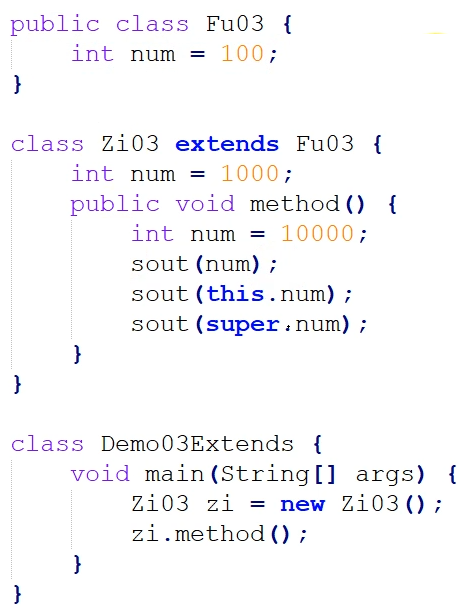 public class Fu03 {
    int num = 100;
}
class Zi03 extends Fu03 {
    int num = 1000;
    public void method() {
        int num = 10000;
        sout(num);
        sout(this.num);
        sout(super.num);
    }
}
class Demo03Extends {
    void main(String[] args) {
        Zi03 zi = new Zi03();
        zi.method();
    }
}